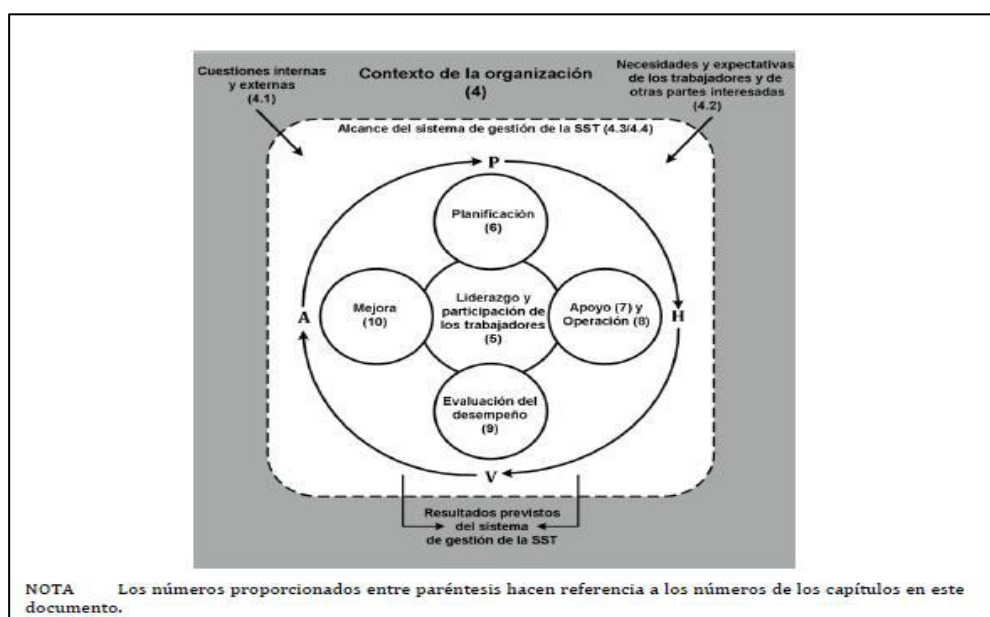 Cuestiones internas
y externas
(4.1)
Contexto de la organización
(4)
Necesidades y expectativas
de los trabajadores y de
otras partes interesadas
(4.2)
Alcance del sistema de gestión de la SST (4.3/4.4)
P
Planificación
(6)
A
Mejora
(10)
Liderazgo y
participación de
los trabajadores
(5)
Apoyo (7) y
Operación (8)
H
Evaluación del
desempeño
(9)
V
Resultados previstos
del sistema
de gestión de la SST
NOTA Los números proporcionados entre paréntesis hacen referencia a los números de los capítulos en este
documento.